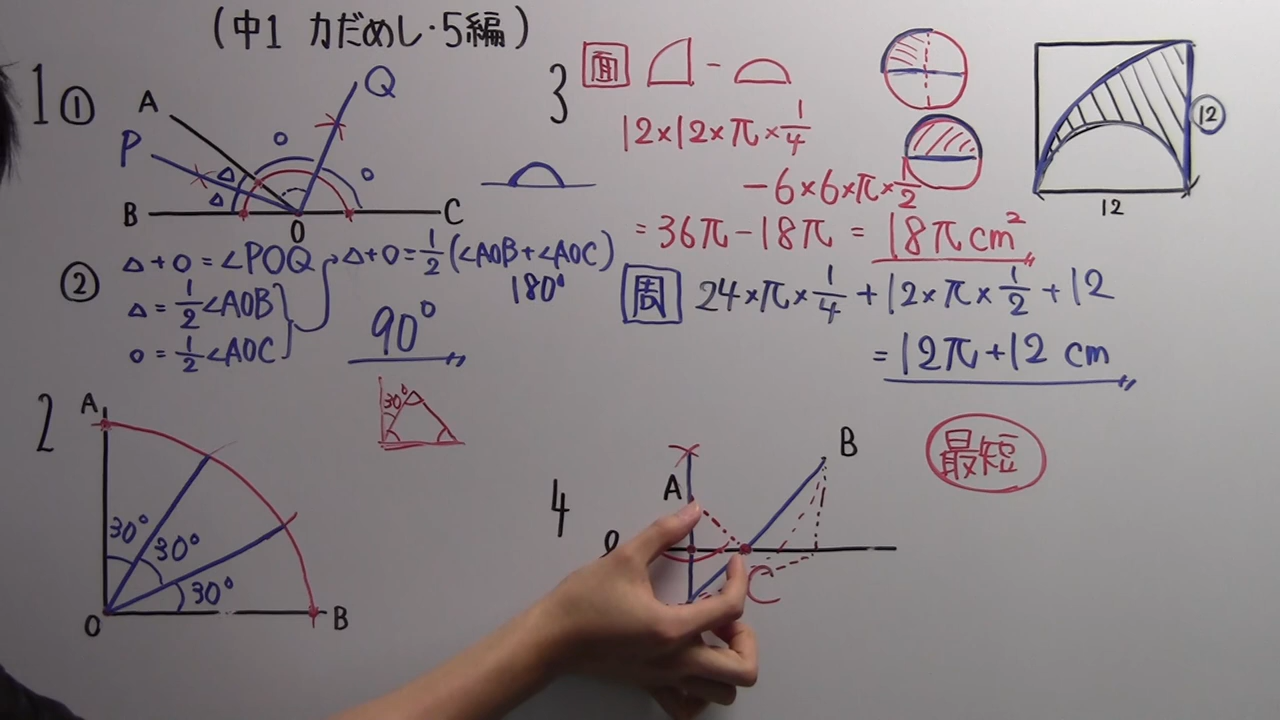 (中1 力だめし・5編)
1 ①
A
Q
P
B
O
C
△
△
○
○
② △+○=∠POQ
△=1/2∠AOB
○=1/2∠AOC
△+○=1/2(∠AOB+∠AOC)
180°
90°
2
A
30°
30°
30°
O
B
30°
3
面
-
12×12×π×1/4
-6×6×π×1/2
=36π-18π=18πcm²
12
12
周 24×π×1/4+12×π×1/2+12
=12π+12 cm
4
A
B
ℓ
C
最短